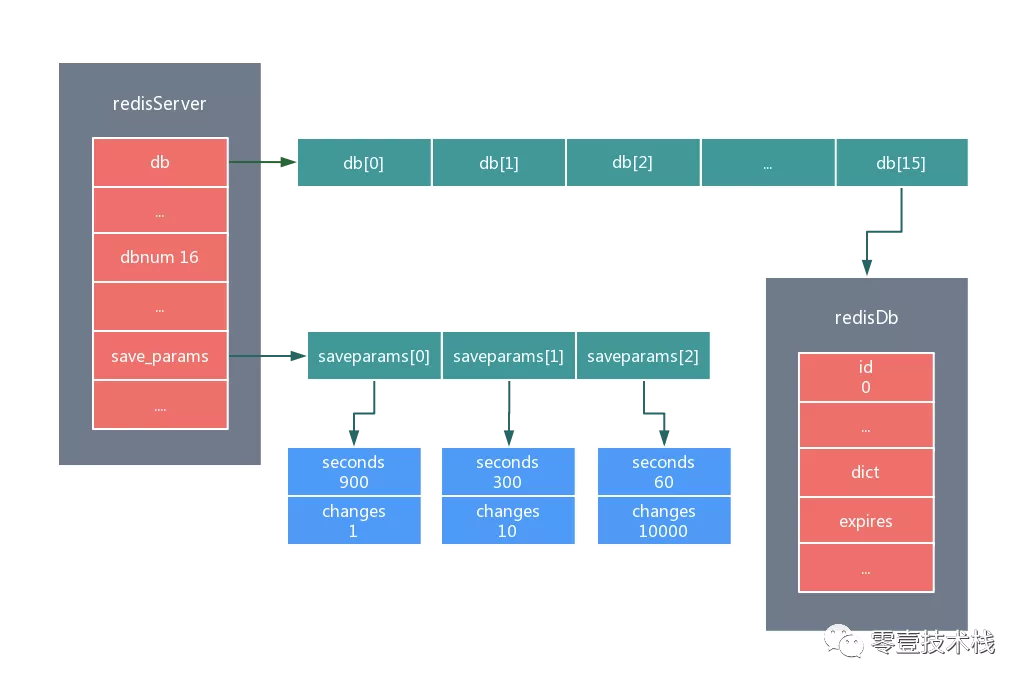 redisServer
db
...
dbnum 16
...
save_params
....
db[0]
db[1]
db[2]
...
db[15]
saveparams[0]
saveparams[1]
saveparams[2]
seconds
900
changes
1
seconds
300
changes
10
seconds
60
changes
10000
redisDb
id
0
...
dict
expires
...
零壹技术栈